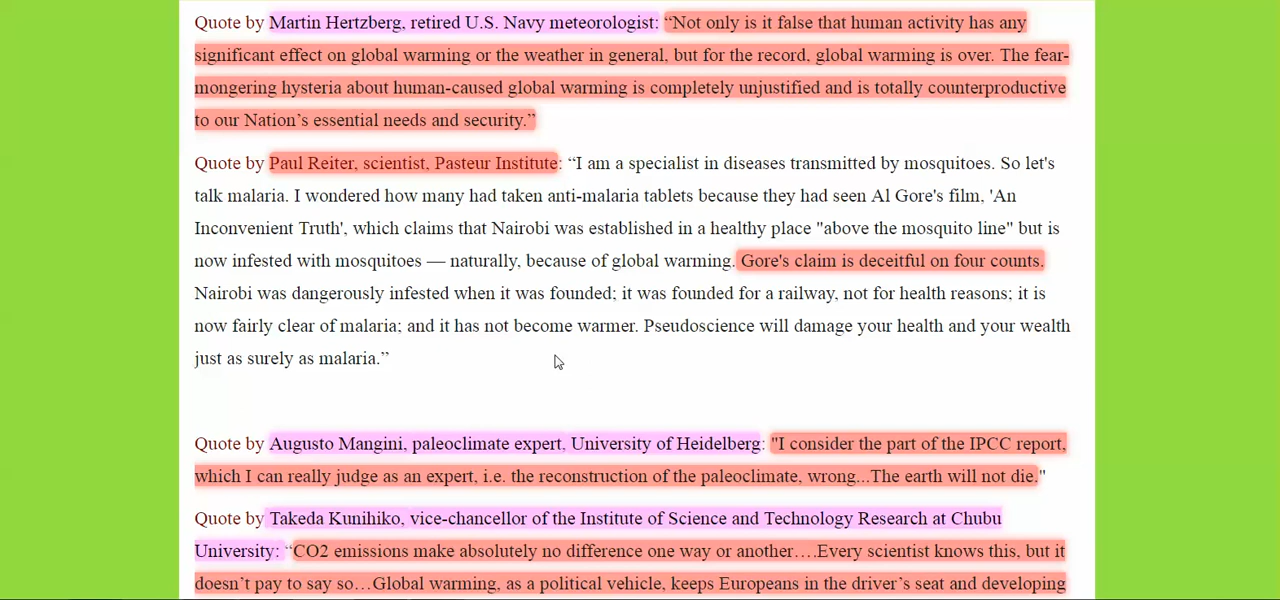 Quote by Martin Hertzberg, retired U.S. Navy meteorologist: “Not only is it false that human activity has any
significant effect on global warming or the weather in general, but for the record, global warming is over. The fear-
mongering hysteria about human-caused global warming is completely unjustified and is totally counterproductive
to our Nation’s essential needs and security.”
Quote by Paul Reiter, scientist, Pasteur Institute: “I am a specialist in diseases transmitted by mosquitoes. So let's
talk malaria. I wondered how many had taken anti-malaria tablets because they had seen Al Gore's film, 'An
Inconvenient Truth', which claims that Nairobi was established in a healthy place "above the mosquito line" but is
now infested with mosquitoes — naturally, because of global warming. Gore's claim is deceitful on four counts.
Nairobi was dangerously infested when it was founded; it was founded for a railway, not for health reasons; it is
now fairly clear of malaria; and it has not become warmer. Pseudoscience will damage your health and your wealth
just as surely as malaria.”
Quote by Augusto Mangini, paleoclimate expert, University of Heidelberg: "I consider the part of the IPCC report,
which I can really judge as an expert, i.e. the reconstruction of the paleoclimate, wrong...The earth will not die."
Quote by Takeda Kunihiko, vice-chancellor of the Institute of Science and Technology Research at Chubu
University: “CO2 emissions make absolutely no difference one way or another….Every scientist knows this, but it
doesn’t pay to say so…Global warming, as a political vehicle, keeps Europeans in the driver’s seat and developing